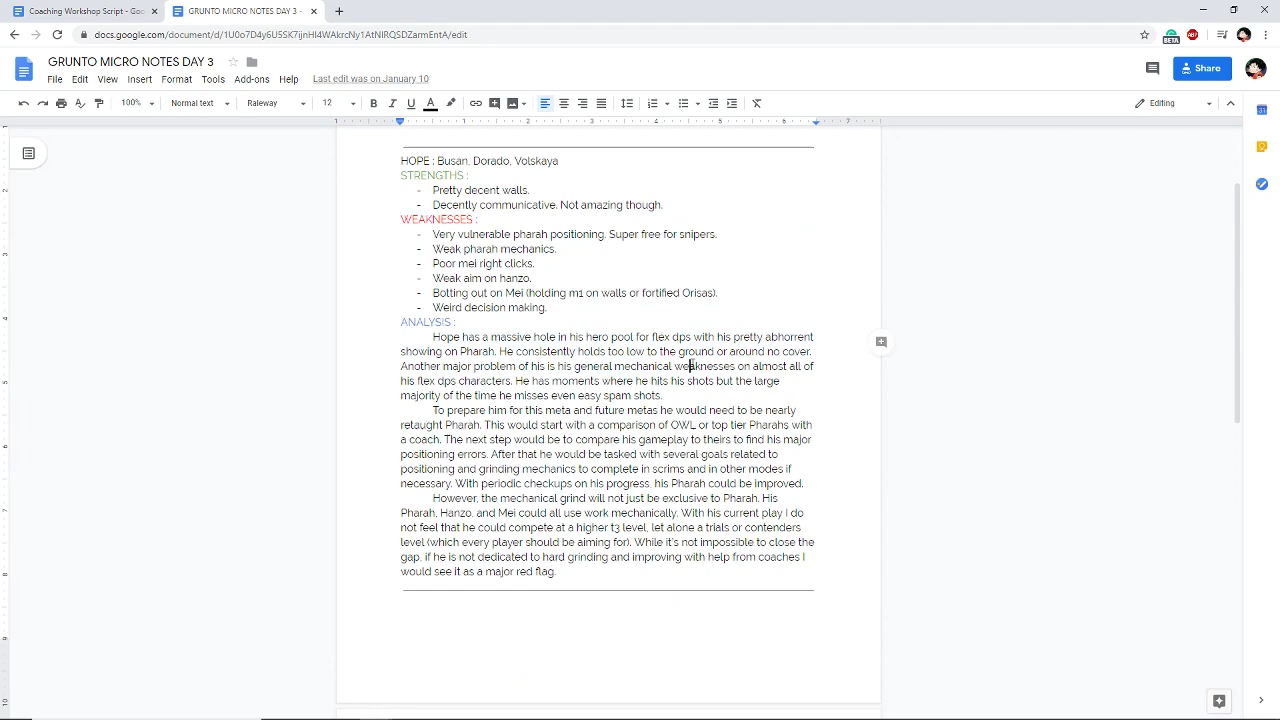 Coaching Workshop Script - Goo
GRUNTO MICRO NOTES DAY 3 -
docs.google.com/document/d/1U0o7D4y6U5SK7ijnHI4WAkrcNy1AtNIRQSDZarmEntA/edit
BETA
ABP
GRUNTO MICRO NOTES DAY 3
File Edit View Insert Format Tools Add-ons Help Last edit was on January 10
Share
100% Normal text Raleway 12 B I U A Editing
1 1 2 3 4 5 6 7
HOPE : Busan, Dorado, Volskaya
STRENGTHS :
- Pretty decent walls.
- Decently communicative. Not amazing though.
WEAKNESSES :
- Very vulnerable pharah positioning. Super free for snipers.
- Weak pharah mechanics.
- Poor mei right clicks.
- Weak aim on hanzo.
- Botting out on Mei (holding m1 on walls or fortified Orisas).
- Weird decision making.
ANALYSIS :
Hope has a massive hole in his hero pool for flex dps with his pretty abhorrent
showing on Pharah. He consistently holds too low to the ground or around no cover.
Another major problem of his is his general mechanical weaknesses on almost all of
his flex dps characters. He has moments where he hits his shots but the large
majority of the time he misses even easy spam shots.
To prepare him for this meta and future metas he would need to be nearly
retaught Pharah. This would start with a comparison of OWL or top tier Pharahs with
a coach. The next step would be to compare his gameplay to theirs to find his major
positioning errors. After that he would be tasked with several goals related to
positioning and grinding mechanics to complete in scrims and in other modes if
necessary. With periodic checkups on his progress, his Pharah could be improved.
However, the mechanical grind will not just be exclusive to Pharah. His
Pharah, Hanzo, and Mei could all use work mechanically. With his current play I do
not feel that he could compete at a higher t3 level, let alone a trials or contenders
level (which every player should be aiming for). While it's not impossible to close the
gap, if he is not dedicated to hard grinding and improving with help from coaches I
would see it as a major red flag.